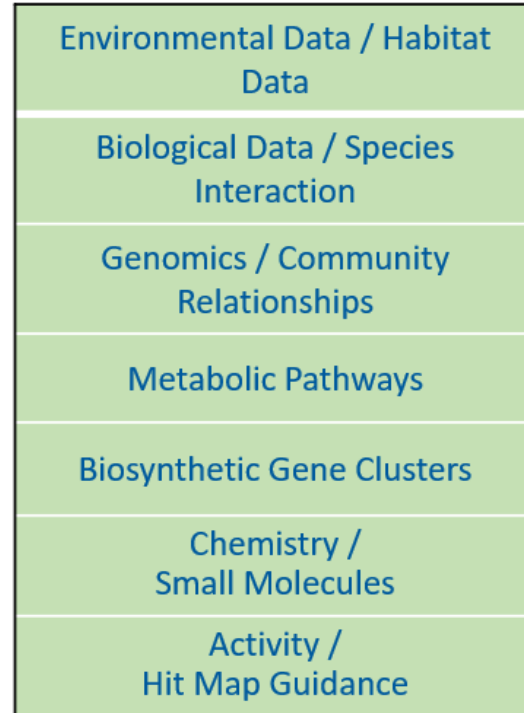 Environmental Data / Habitat
Data
Biological Data / Species
Interaction
Genomics / Community
Relationships
Metabolic Pathways
Biosynthetic Gene Clusters
Chemistry /
Small Molecules
Activity /
Hit Map Guidance